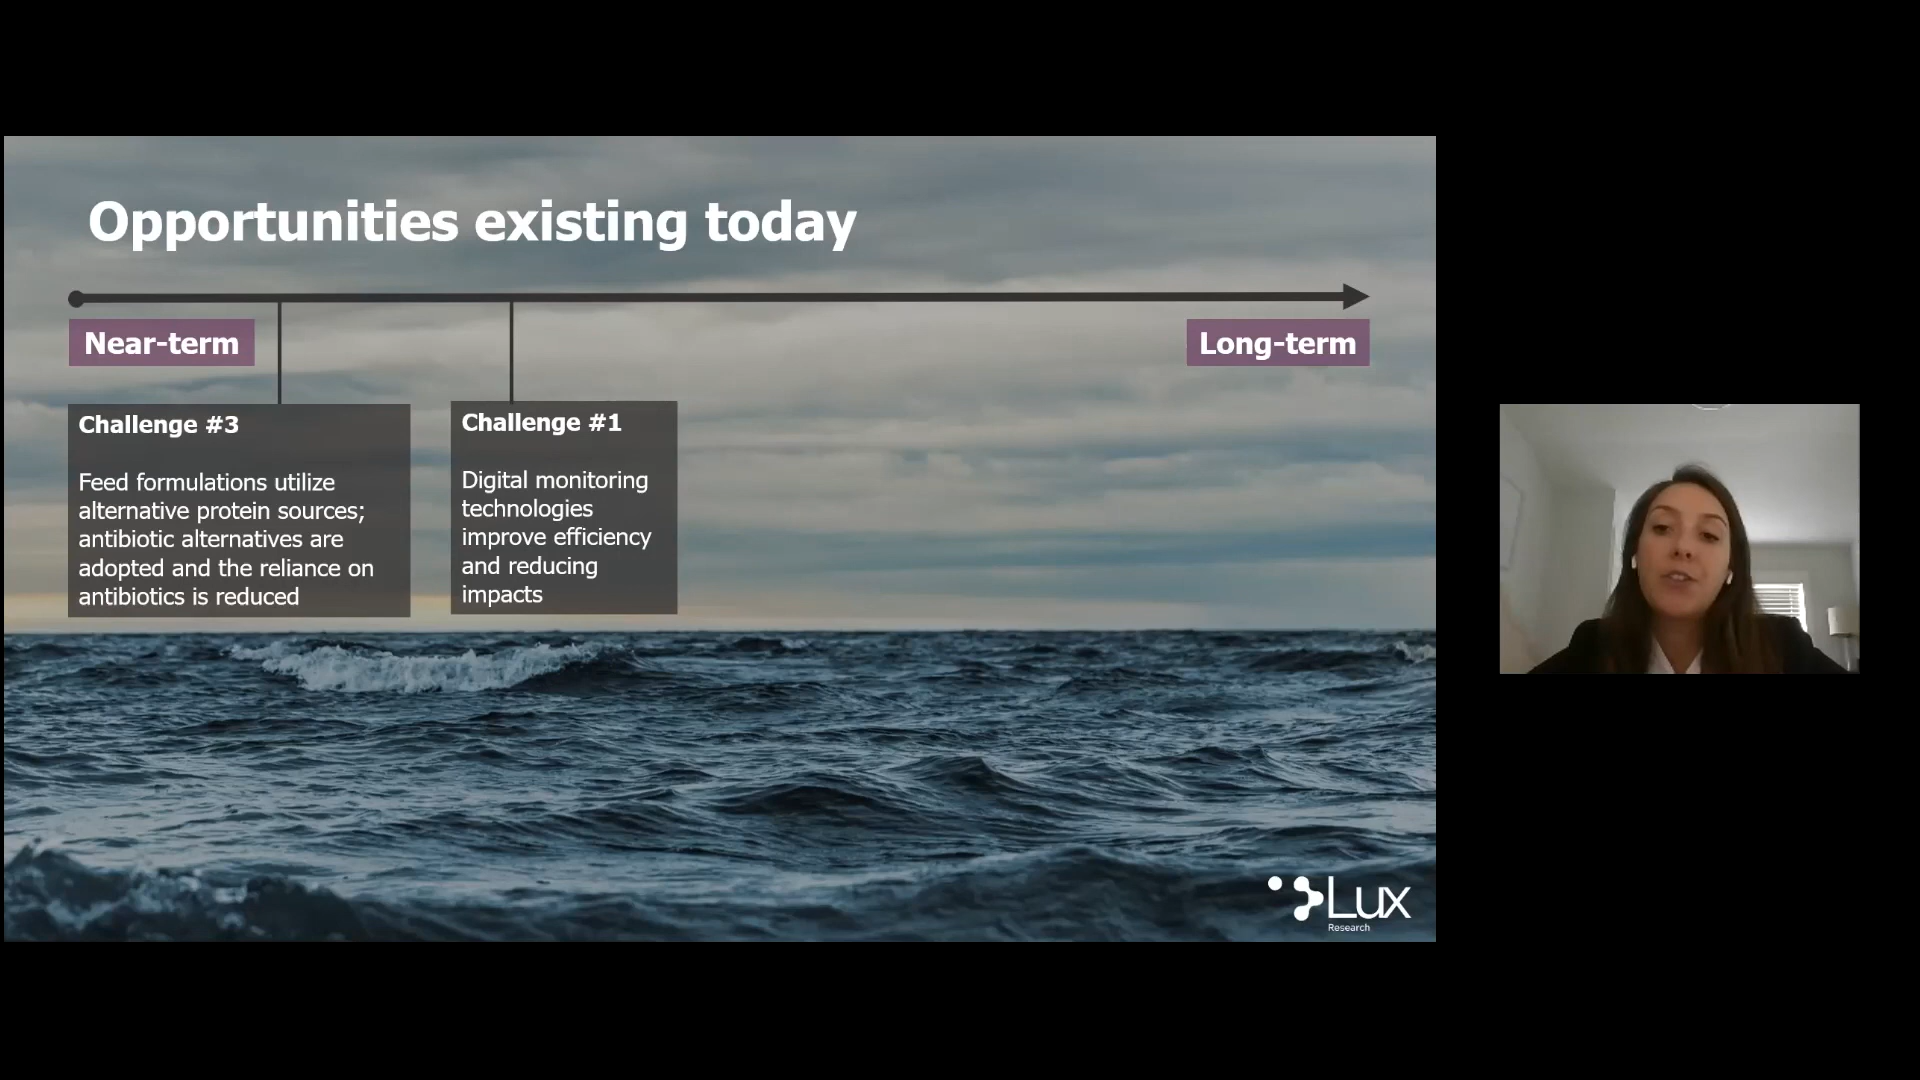 Opportunities existing today
Near-term
Long-term
Challenge #3
Feed formulations utilize
alternative protein sources;
antibiotic alternatives are
adopted and the reliance on
antibiotics is reduced
Challenge #1
Digital monitoring
technologies
improve efficiency
and reducing
impacts
Lux
Research